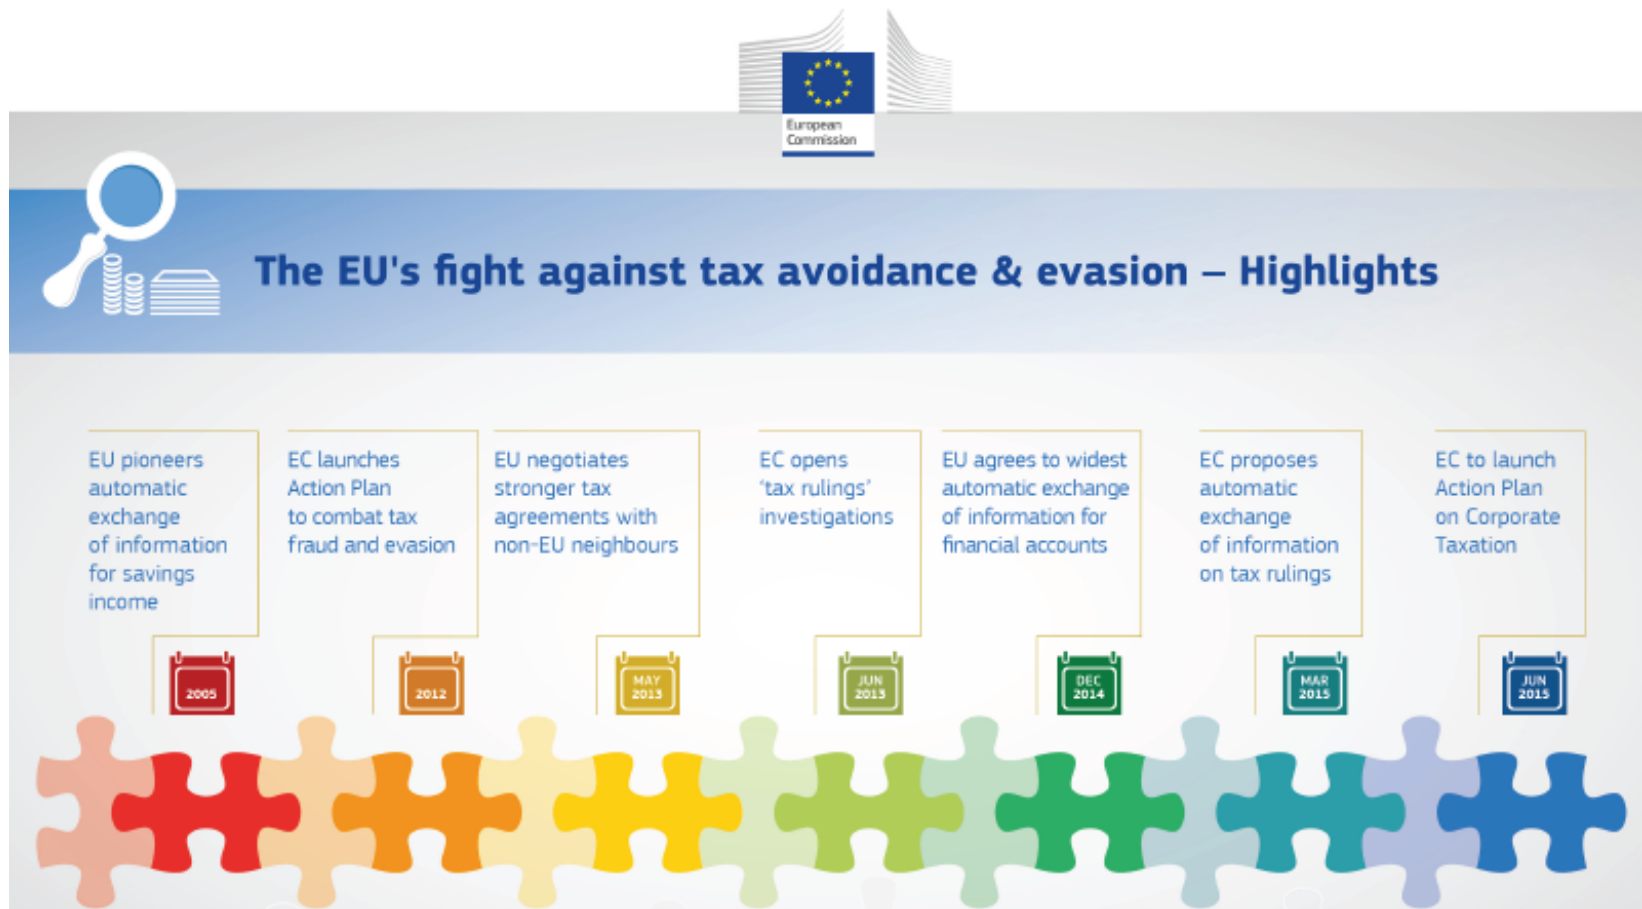 European
Commission
The EU's fight against tax avoidance & evasion – Highlights
EU pioneers
automatic
exchange
of information
for savings
income
2005
EC launches
Action Plan
to combat tax
fraud and evasion
2012
EU negotiates
stronger tax
agreements with
non-EU neighbours
MAY
2013
EC opens
‘tax rulings’
investigations
JUN
2013
EU agrees to widest
automatic exchange
of information for
financial accounts
DEC
2014
EC proposes
automatic
exchange
of information
on tax rulings
MAR
2015
EC to launch
Action Plan
on Corporate
Taxation
JUN
2015